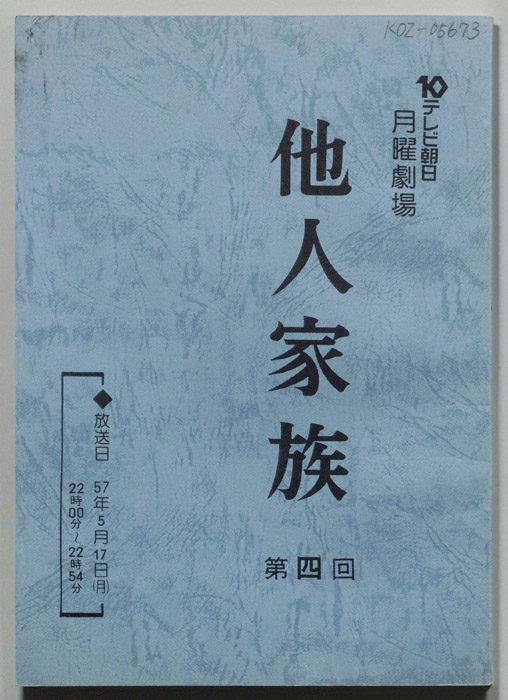 KOZ-05673
10テレビ朝日
月曜劇場
他人家族
第四回
◆放送日 57年5月17日(月)
22時00分~22時54分